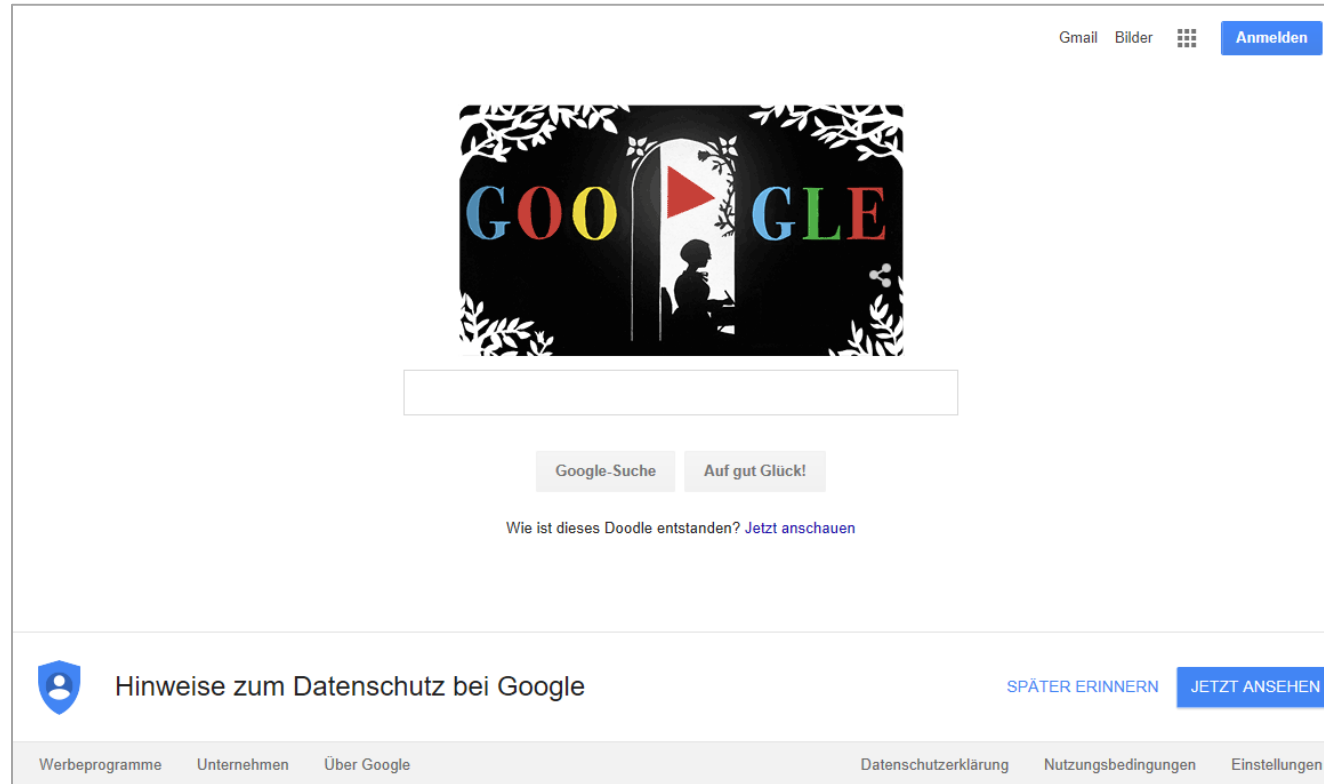 Gmail Bilder Anmelden
GOO GLE
Google-Suche Auf gut Glück!
Wie ist dieses Doodle entstanden? Jetzt anschauen
Hinweise zum Datenschutz bei Google SPÄTER ERINNERN JETZT ANSEHEN
Werbeprogramme Unternehmen Über Google Datenschutzerklärung Nutzungsbedingungen Einstellungen